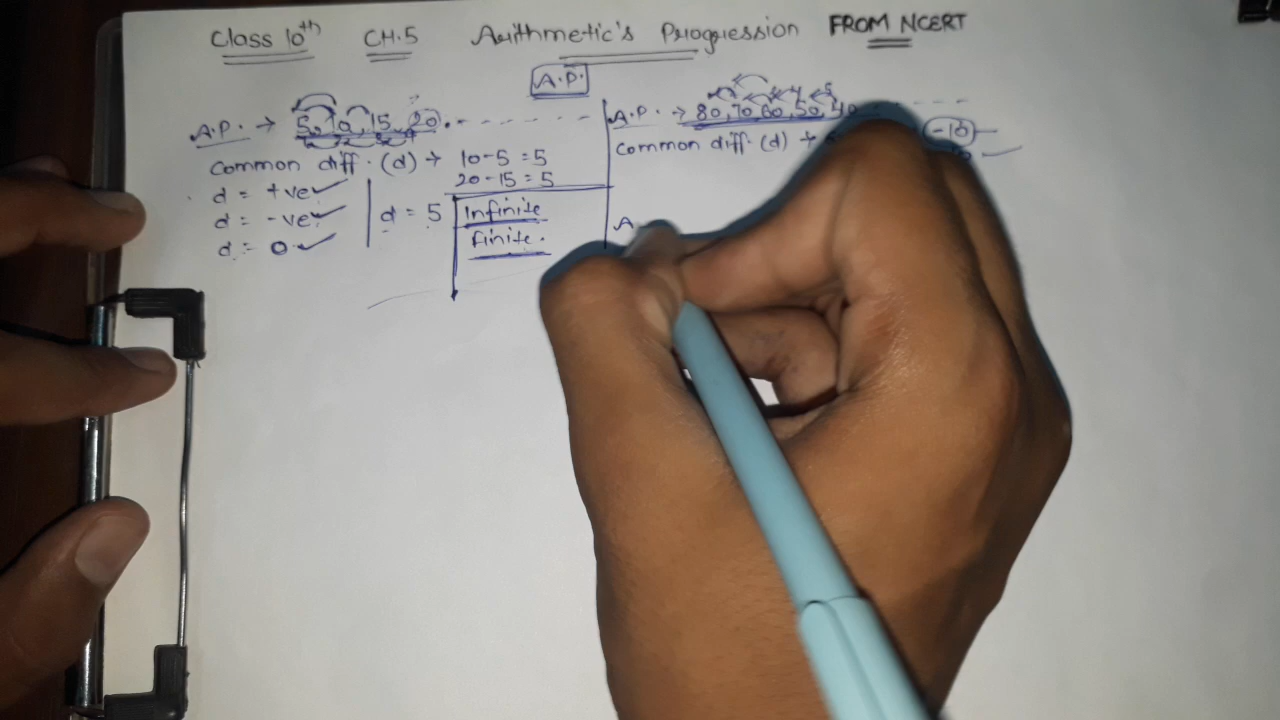 Class 10th CH.5 Arithmetic's Progression FROM NCERT
A.P.
A.P. → 5, 10, 15, 20. - - - - - - -
Common diff. (d) → 10-5 = 5
20-15 = 5
d = +ve ✓
d = -ve ✓
d = 0 ✓
d = 5
Infinite
Finite.
A.P. → 80, 70, 60, 50, 40 - - - -
Common diff. (d) →
-10
A